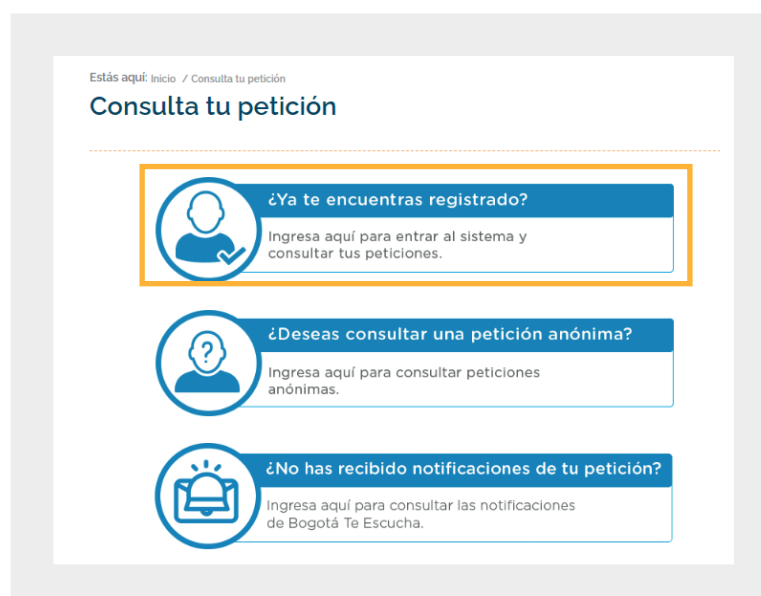 Estás aquí: Inicio / Consulta tu petición
Consulta tu petición
¿Ya te encuentras registrado?
Ingresa aquí para entrar al sistema y
consultar tus peticiones.
¿Deseas consultar una petición anónima?
?
Ingresa aquí para consultar peticiones
anónimas.
¿No has recibido notificaciones de tu petición?
Ingresa aquí para consultar las notificaciones
de Bogotá Te Escucha.